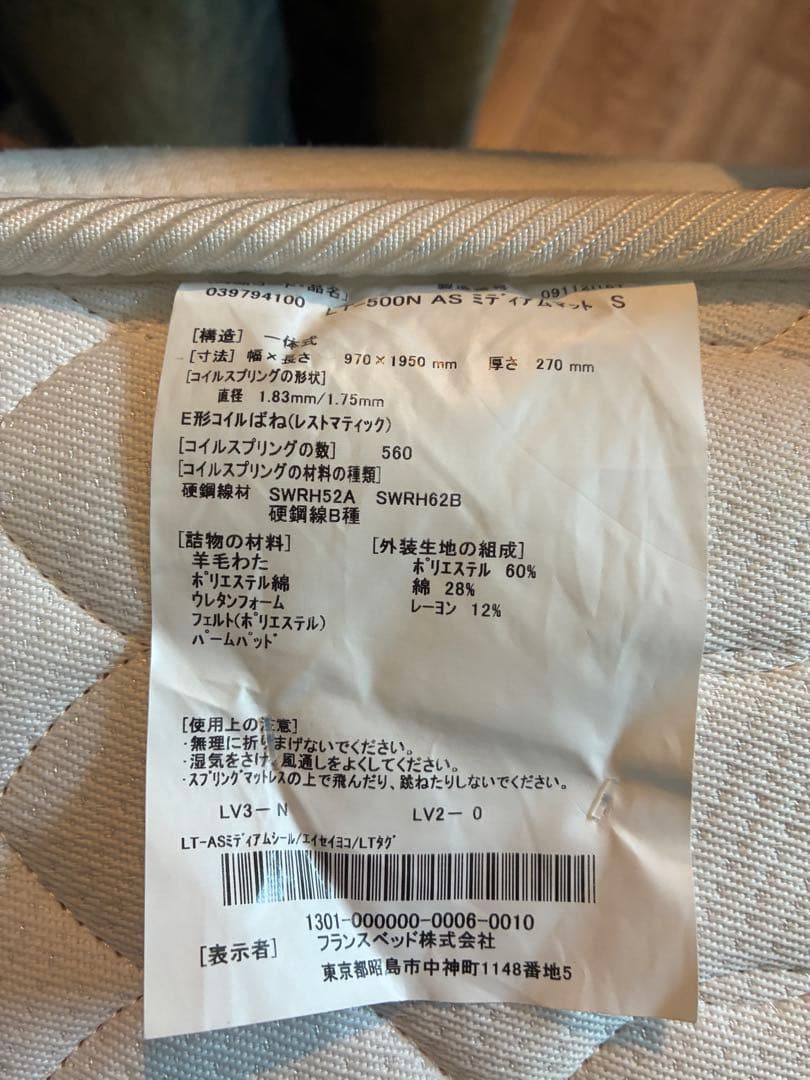 039794100 LT-500N AS ミディアムマット S
[構造] 一体式
[寸法] 幅×長さ 970×1950 mm 厚さ 270 mm
[コイルスプリングの形状]
直径 1.83mm/1.75mm
E形コイルばね(レストマティック)
[コイルスプリングの数] 560
[コイルスプリングの材料の種類]
硬鋼線材 SWRH52A SWRH62B
硬鋼線B種
[詰物の材料] [外装生地の組成]
羊毛わた ポリエステル 60%
ポリエステル綿 綿 28%
ウレタンフォーム レーヨン 12%
フェルト(ポリエステル)
パームパッド
[使用上の注意]
・無理に折りまげないでください。
・湿気をさけ、風通しをよくしてください。
・スプリングマットレスの上で飛んだり、跳ねたりしないでください。
LV3-N LV2-0
LT-ASミディアムシール/エイセイヨコ/LTタグ
1301-000000-0006-0010
[表示者] フランスベッド株式会社
東京都昭島市中神町1148番地5